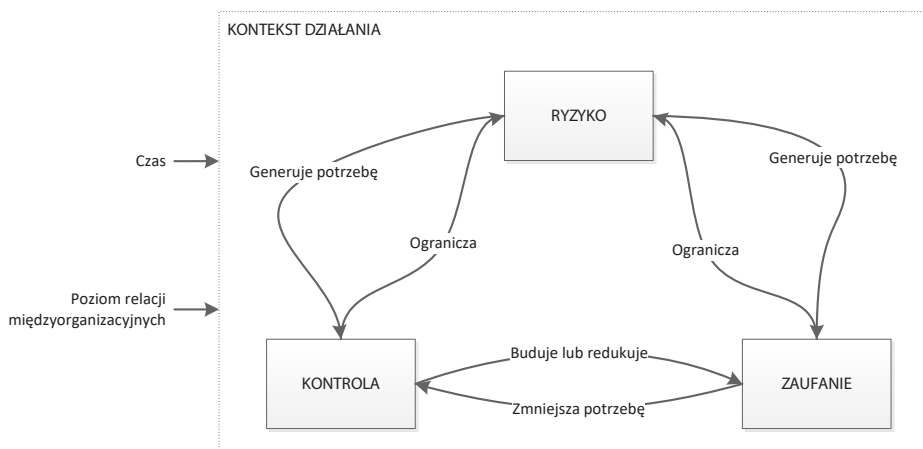 KONTEKST DZIAŁANIA
RYZYKO
Czas
Generuje potrzebę
Generuje potrzebę
Ogranicza
Ogranicza
Poziom relacji
międzyorganizacyjnych
Buduje lub redukuje
KONTROLA
ZAUFANIE
Zmniejsza potrzebę